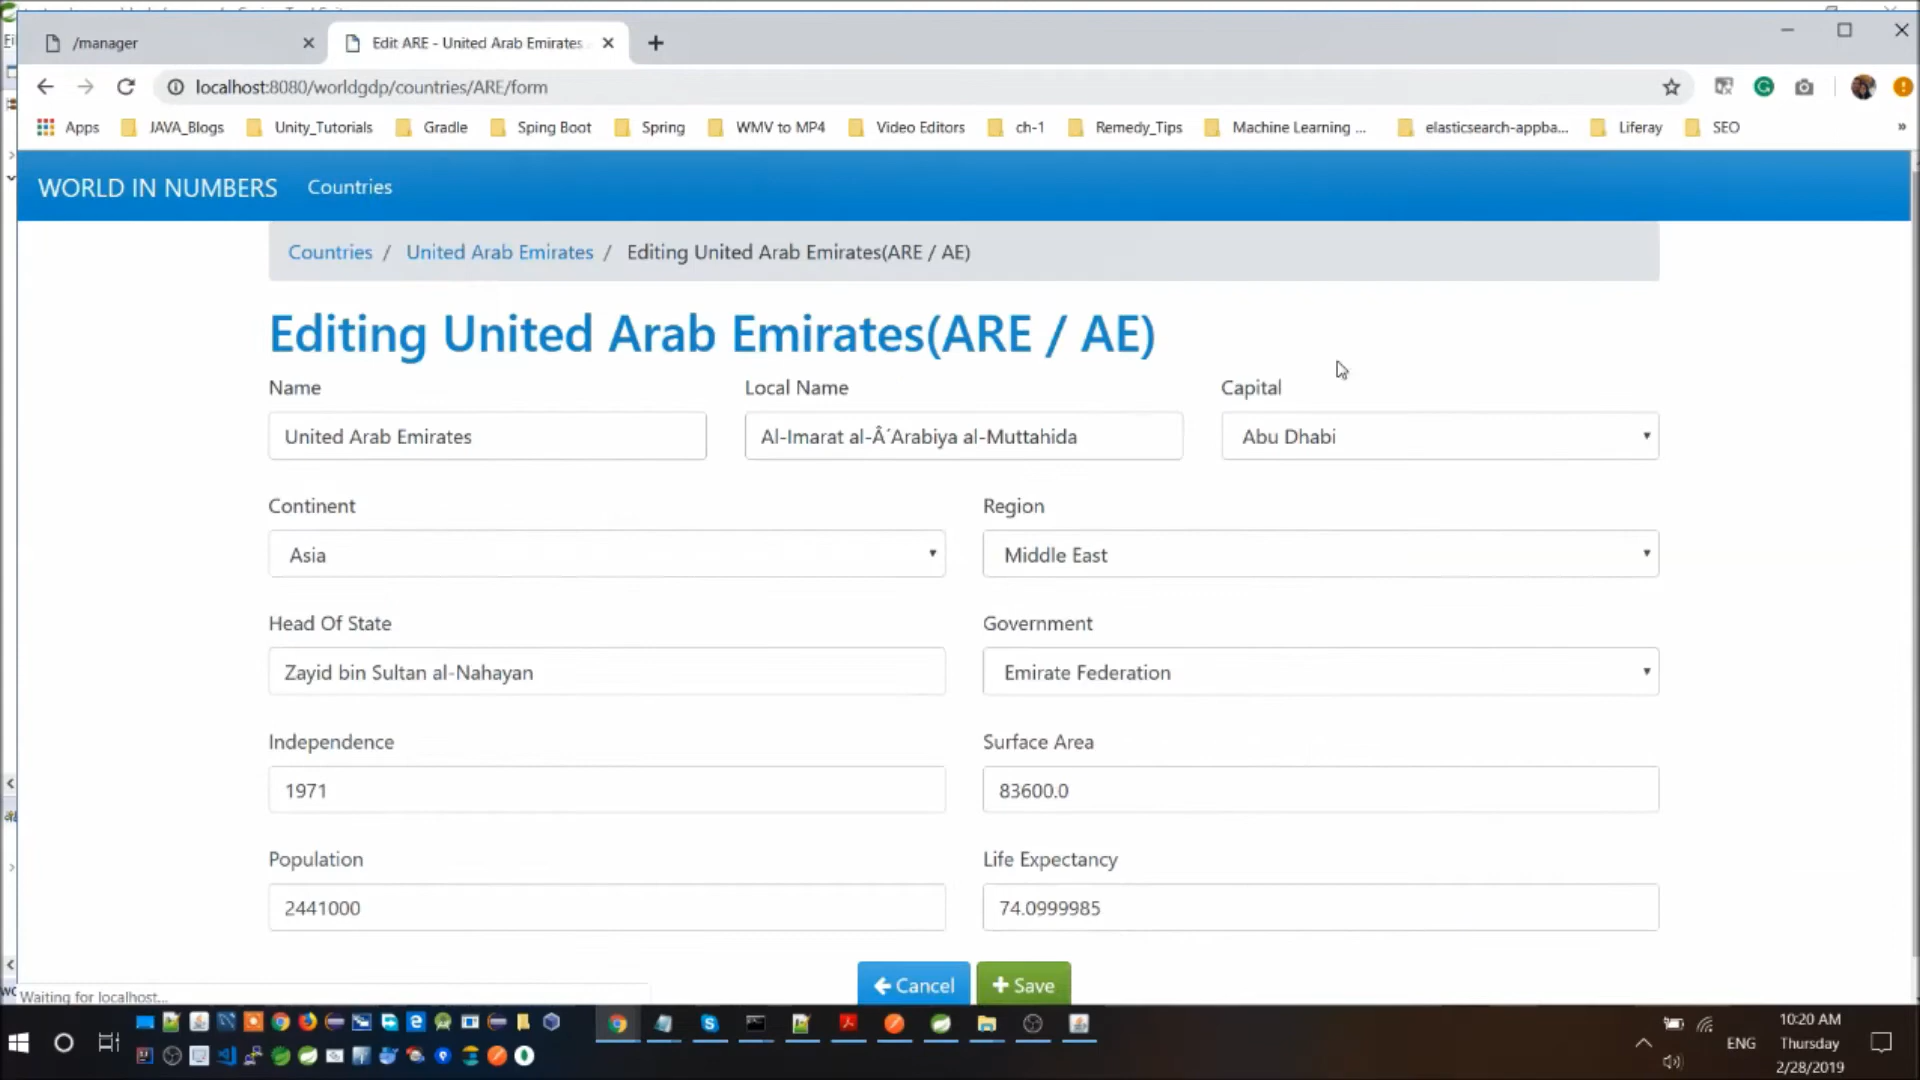 /manager
Edit ARE - United Arab Emirates
localhost:8080/worldgdp/countries/ARE/form
Apps JAVA_Blogs Unity_Tutorials Gradle Sping Boot Spring WMV to MP4 Video Editors ch-1 Remedy_Tips Machine Learning ... elasticsearch-appba... Liferay SEO »
WORLD IN NUMBERS Countries
Countries / United Arab Emirates / Editing United Arab Emirates(ARE / AE)
Editing United Arab Emirates(ARE / AE)
Name Local Name Capital
United Arab Emirates Al-Imarat al-Â´Arabiya al-Muttahida Abu Dhabi
Continent Region
Asia Middle East
Head Of State Government
Zayid bin Sultan al-Nahayan Emirate Federation
Independence Surface Area
1971 83600.0
Population Life Expectancy
2441000 74.0999985
Cancel + Save
Waiting for localhost...
10:20 AM
ENG Thursday
2/28/2019